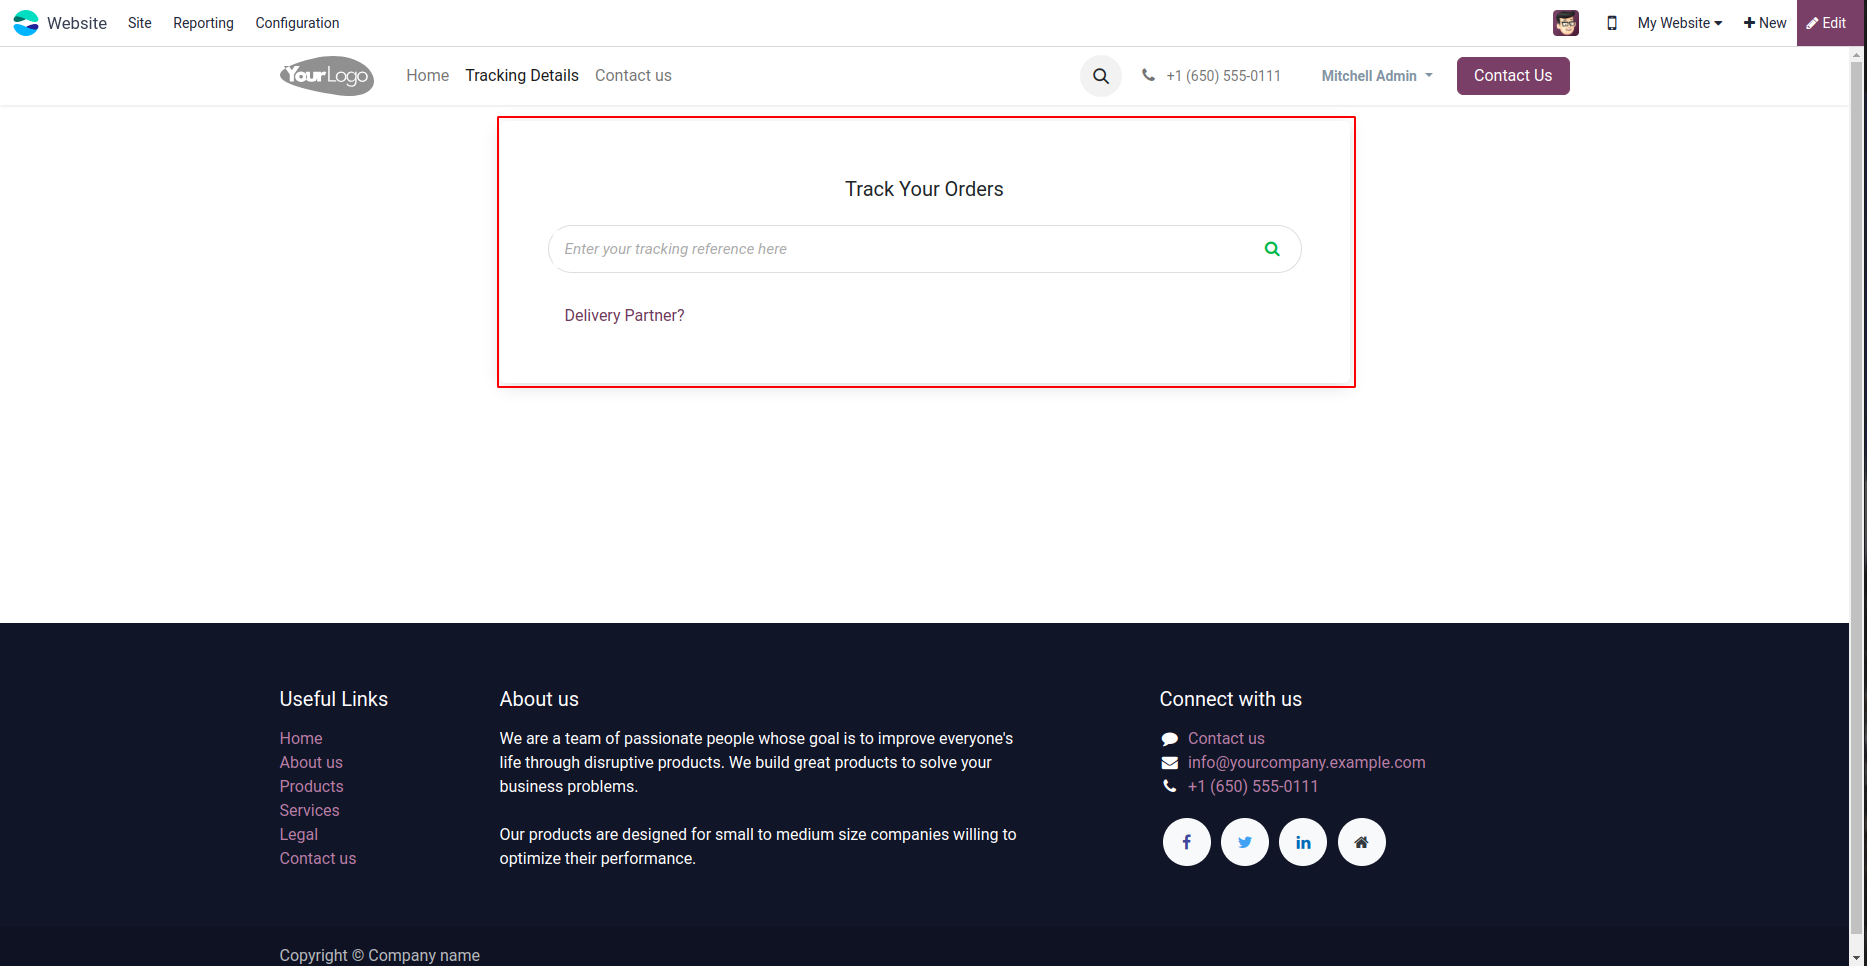 Website Site Reporting Configuration My Website New Edit
YourLogo Home Tracking Details Contact us +1 (650) 555-0111 Mitchell Admin Contact Us
Track Your Orders
Enter your tracking reference here
Delivery Partner?
Useful Links
Home
About us
Products
Services
Legal
Contact us
About us
We are a team of passionate people whose goal is to improve everyone's
life through disruptive products. We build great products to solve your
business problems.
Our products are designed for small to medium size companies willing to
optimize their performance.
Connect with us
Contact us
info@yourcompany.example.com
+1 (650) 555-0111
Copyright © Company name